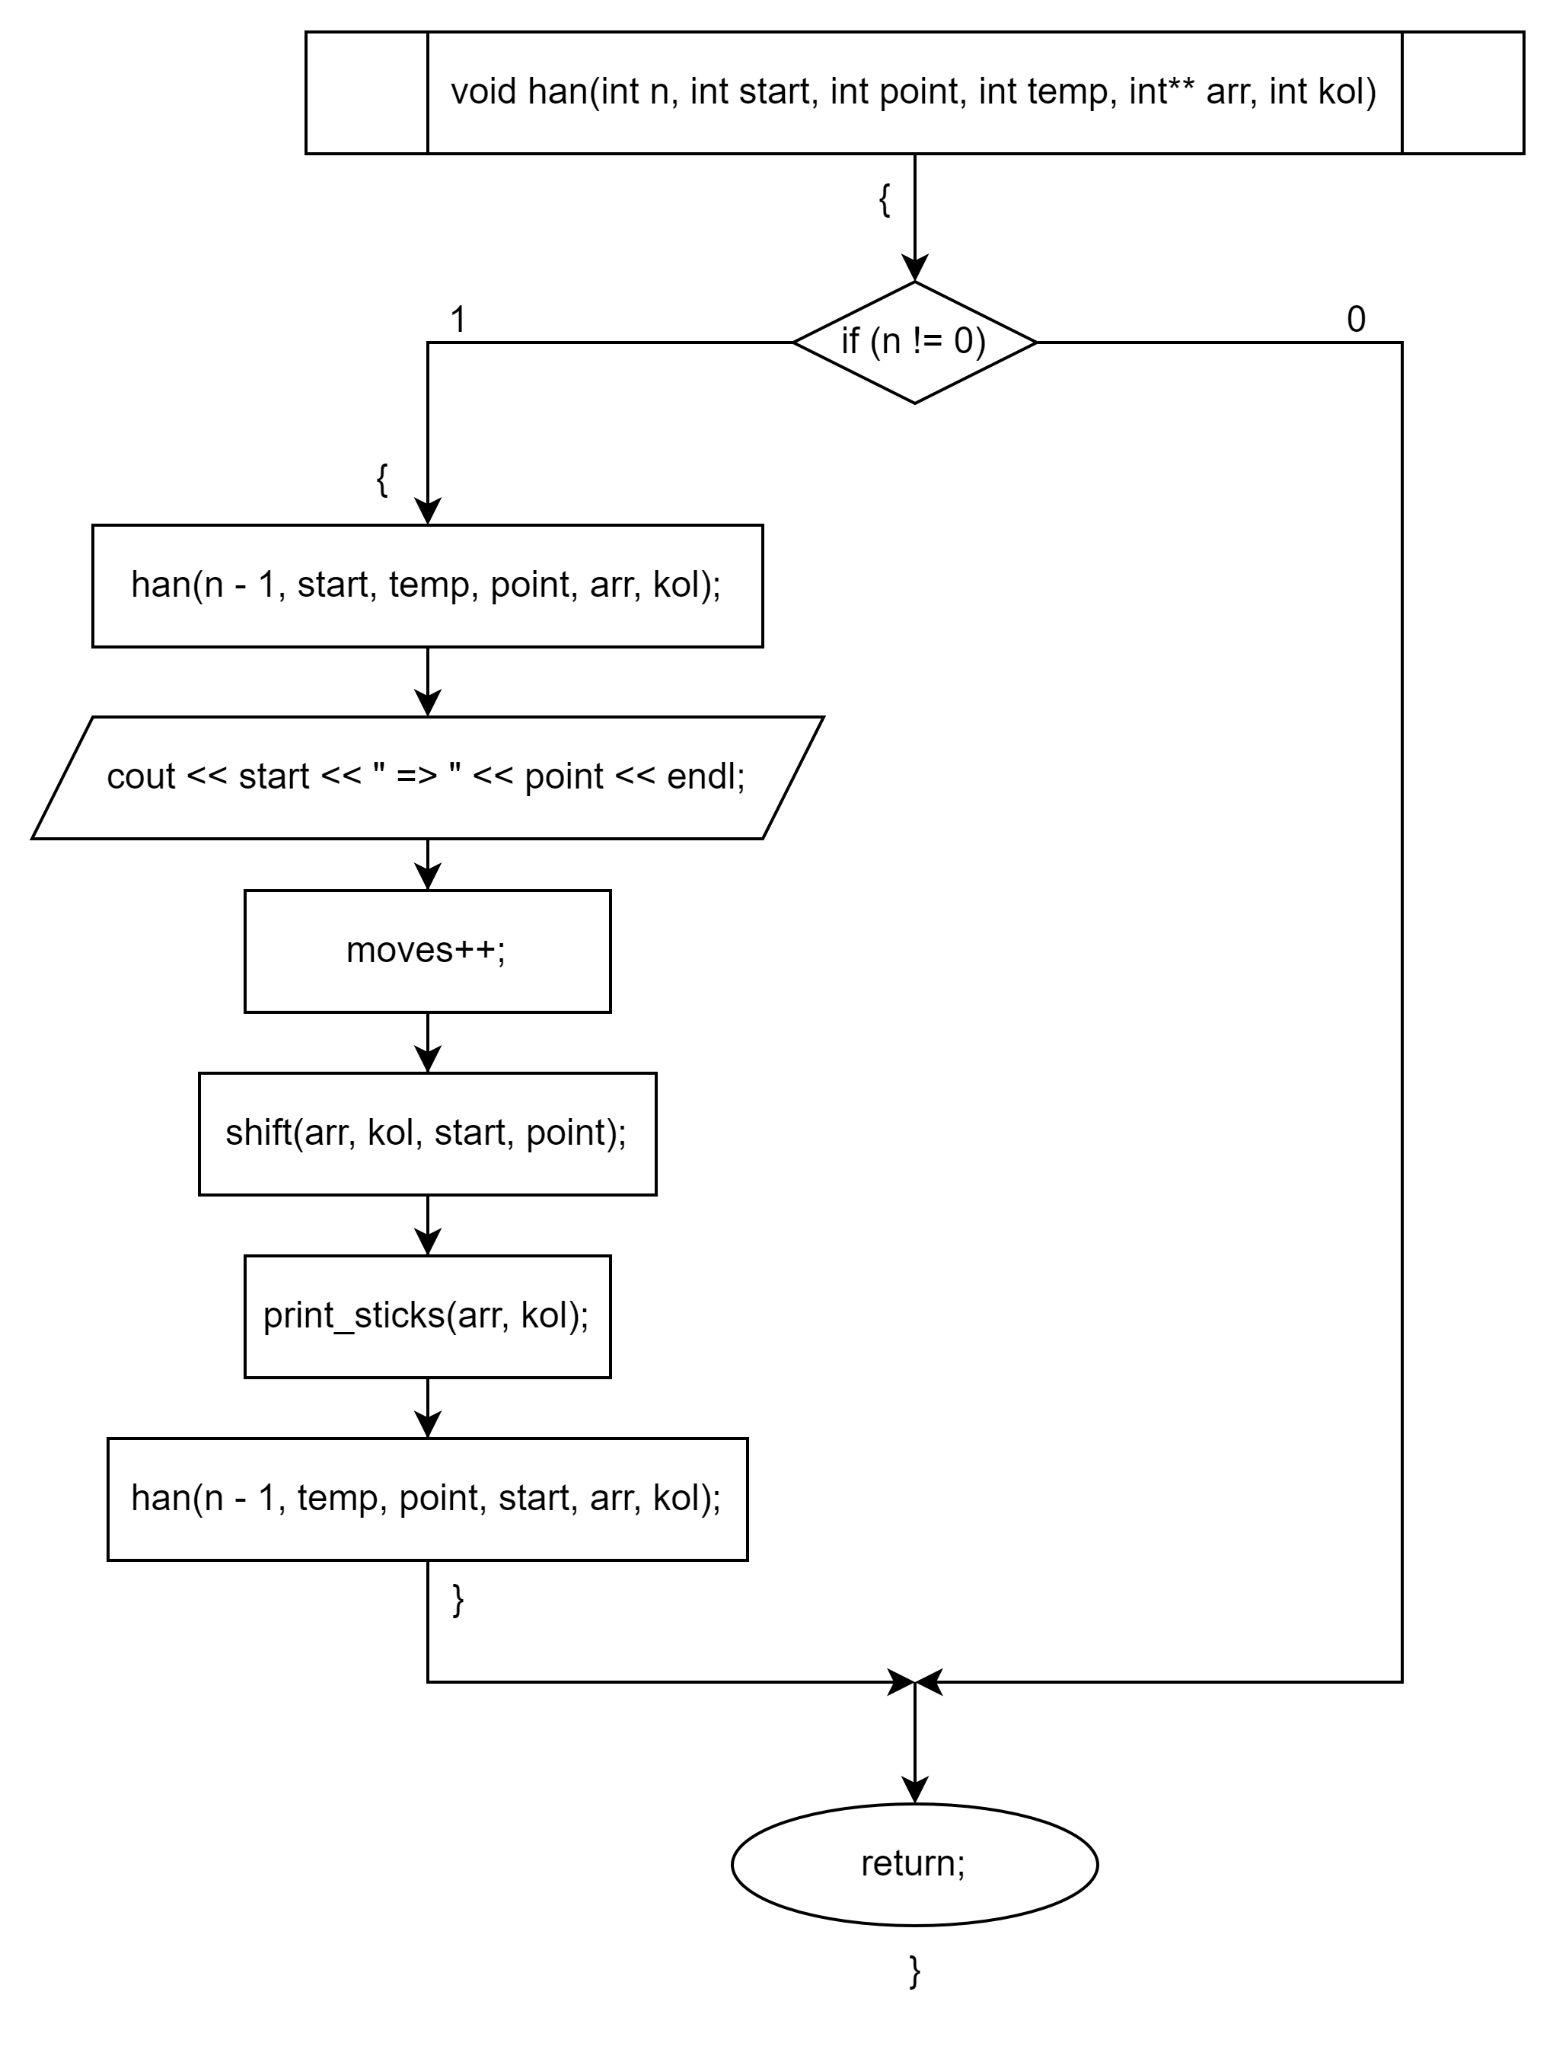 void han(int n, int start, int point, int temp, int** arr, int kol)
{
if (n != 0)
1
0
{
han(n - 1, start, temp, point, arr, kol);
cout << start << " => " << point << endl;
moves++;
shift(arr, kol, start, point);
print_sticks(arr, kol);
han(n - 1, temp, point, start, arr, kol);
}
return;
}